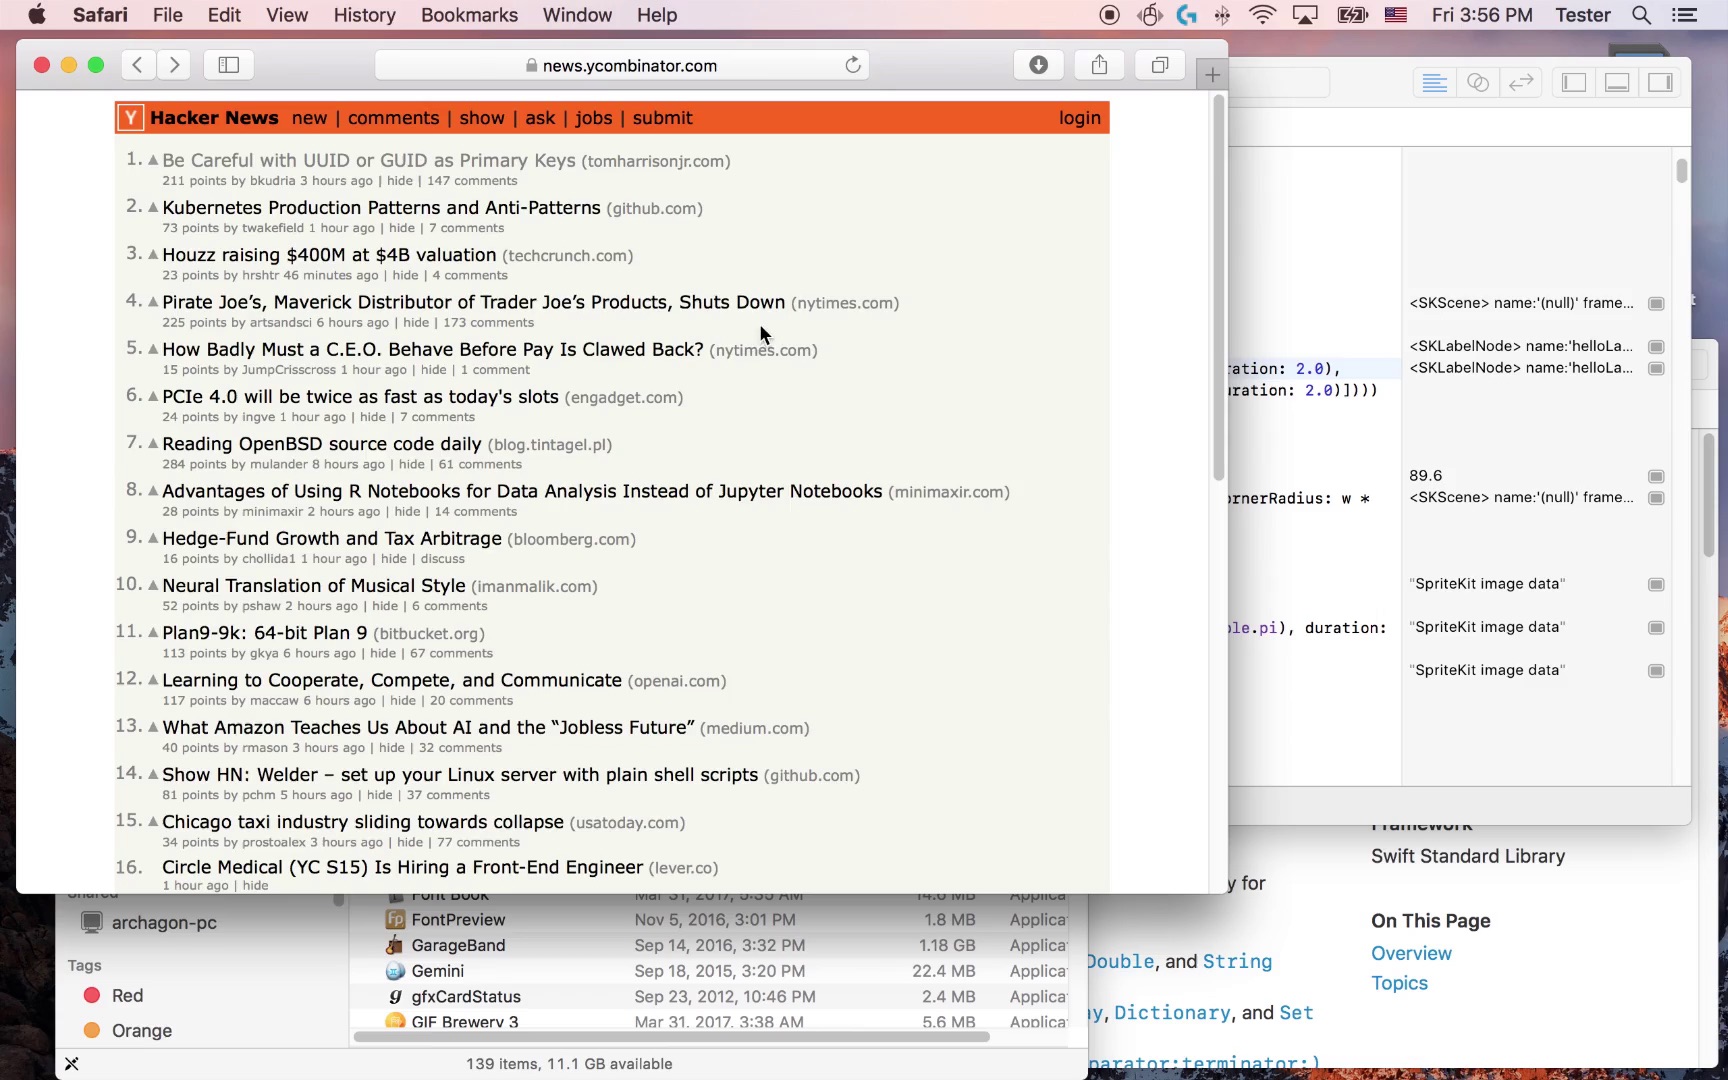 Safari File Edit View History Bookmarks Window Help
Fri 3:56 PM Tester
news.ycombinator.com
Y Hacker News new | comments | show | ask | jobs | submit login
1. Be Careful with UUID or GUID as Primary Keys (tomharrisonjr.com)
211 points by bkudria 3 hours ago | hide | 147 comments
2. Kubernetes Production Patterns and Anti-Patterns (github.com)
73 points by twakefield 1 hour ago | hide | 7 comments
3. Houzz raising $400M at $4B valuation (techcrunch.com)
23 points by hrshtr 46 minutes ago | hide | 4 comments
4. Pirate Joe’s, Maverick Distributor of Trader Joe’s Products, Shuts Down (nytimes.com)
225 points by artsandsci 6 hours ago | hide | 173 comments
5. How Badly Must a C.E.O. Behave Before Pay Is Clawed Back? (nytimes.com)
15 points by JumpCrisscross 1 hour ago | hide | 1 comment
6. PCIe 4.0 will be twice as fast as today's slots (engadget.com)
24 points by ingve 1 hour ago | hide | 7 comments
7. Reading OpenBSD source code daily (blog.tintagel.pl)
284 points by mulander 8 hours ago | hide | 61 comments
8. Advantages of Using R Notebooks for Data Analysis Instead of Jupyter Notebooks (minimaxir.com)
28 points by minimaxir 2 hours ago | hide | 14 comments
9. Hedge-Fund Growth and Tax Arbitrage (bloomberg.com)
16 points by chollida1 1 hour ago | hide | discuss
10. Neural Translation of Musical Style (imanmalik.com)
52 points by pshaw 2 hours ago | hide | 6 comments
11. Plan9-9k: 64-bit Plan 9 (bitbucket.org)
113 points by gkya 6 hours ago | hide | 67 comments
12. Learning to Cooperate, Compete, and Communicate (openai.com)
117 points by maccaw 6 hours ago | hide | 20 comments
13. What Amazon Teaches Us About AI and the “Jobless Future” (medium.com)
40 points by rmason 3 hours ago | hide | 32 comments
14. Show HN: Welder – set up your Linux server with plain shell scripts (github.com)
81 points by pchm 5 hours ago | hide | 37 comments
15. Chicago taxi industry sliding towards collapse (usatoday.com)
34 points by prostoalex 3 hours ago | hide | 77 comments
16. Circle Medical (YC S15) Is Hiring a Front-End Engineer (lever.co)
1 hour ago | hide
<SKScene> name:'(null)' frame...
<SKLabelNode> name:'helloLa...
ration: 2.0), <SKLabelNode> name:'helloLa...
uration: 2.0)])))
89.6
ornerRadius: w * <SKScene> name:'(null)' frame...
"SpriteKit image data"
ble.pi), duration: "SpriteKit image data"
"SpriteKit image data"
Shared
archagon-pc
Tags
Red
Orange
Font Book Mar 31, 2017, 5:35 AM 14.6 MB Applica
FontPreview Nov 5, 2016, 3:01 PM 1.8 MB Applica
GarageBand Sep 14, 2016, 3:32 PM 1.18 GB Applica
Gemini Sep 18, 2015, 3:20 PM 22.4 MB Applica
gfxCardStatus Sep 23, 2012, 10:46 PM 2.4 MB Applica
GIF Brewery 3 Mar 31, 2017, 3:38 AM 5.6 MB Applica
139 items, 11.1 GB available
y for
Double, and String
ay, Dictionary, and Set
parator:terminator:)
Framework
Swift Standard Library
On This Page
Overview
Topics